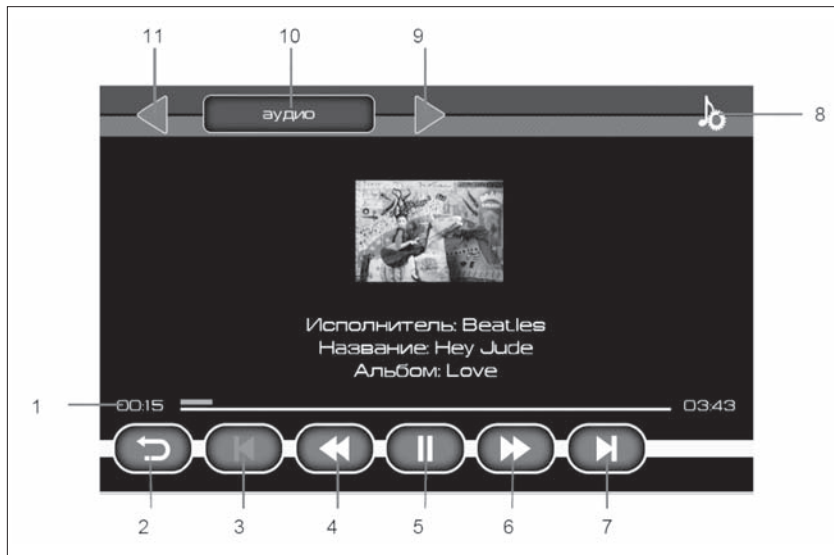 11 10 9
аудио
8
Исполнитель: Beatles
Название: Hey Jude
Альбом: Love
1 00:15 03:43
2 3 4 5 6 7